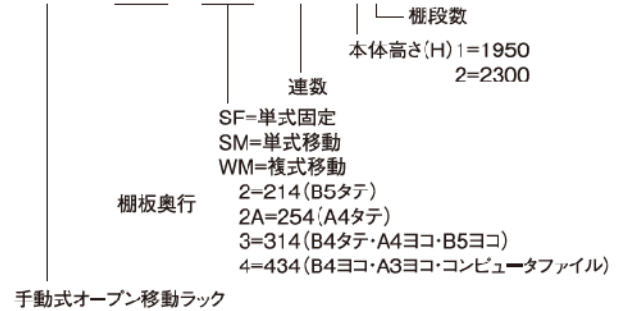 棚段数
本体高さ(H)1=1950
2=2300
連数
SF=単式固定
SM=単式移動
WM=複式移動
棚板奥行
2=214(B5タテ)
2A=254(A4タテ)
3=314(B4タテ・A4ヨコ・B5ヨコ)
4=434(B4ヨコ・A3ヨコ・コンピュータファイル)
手動式オープン移動ラック